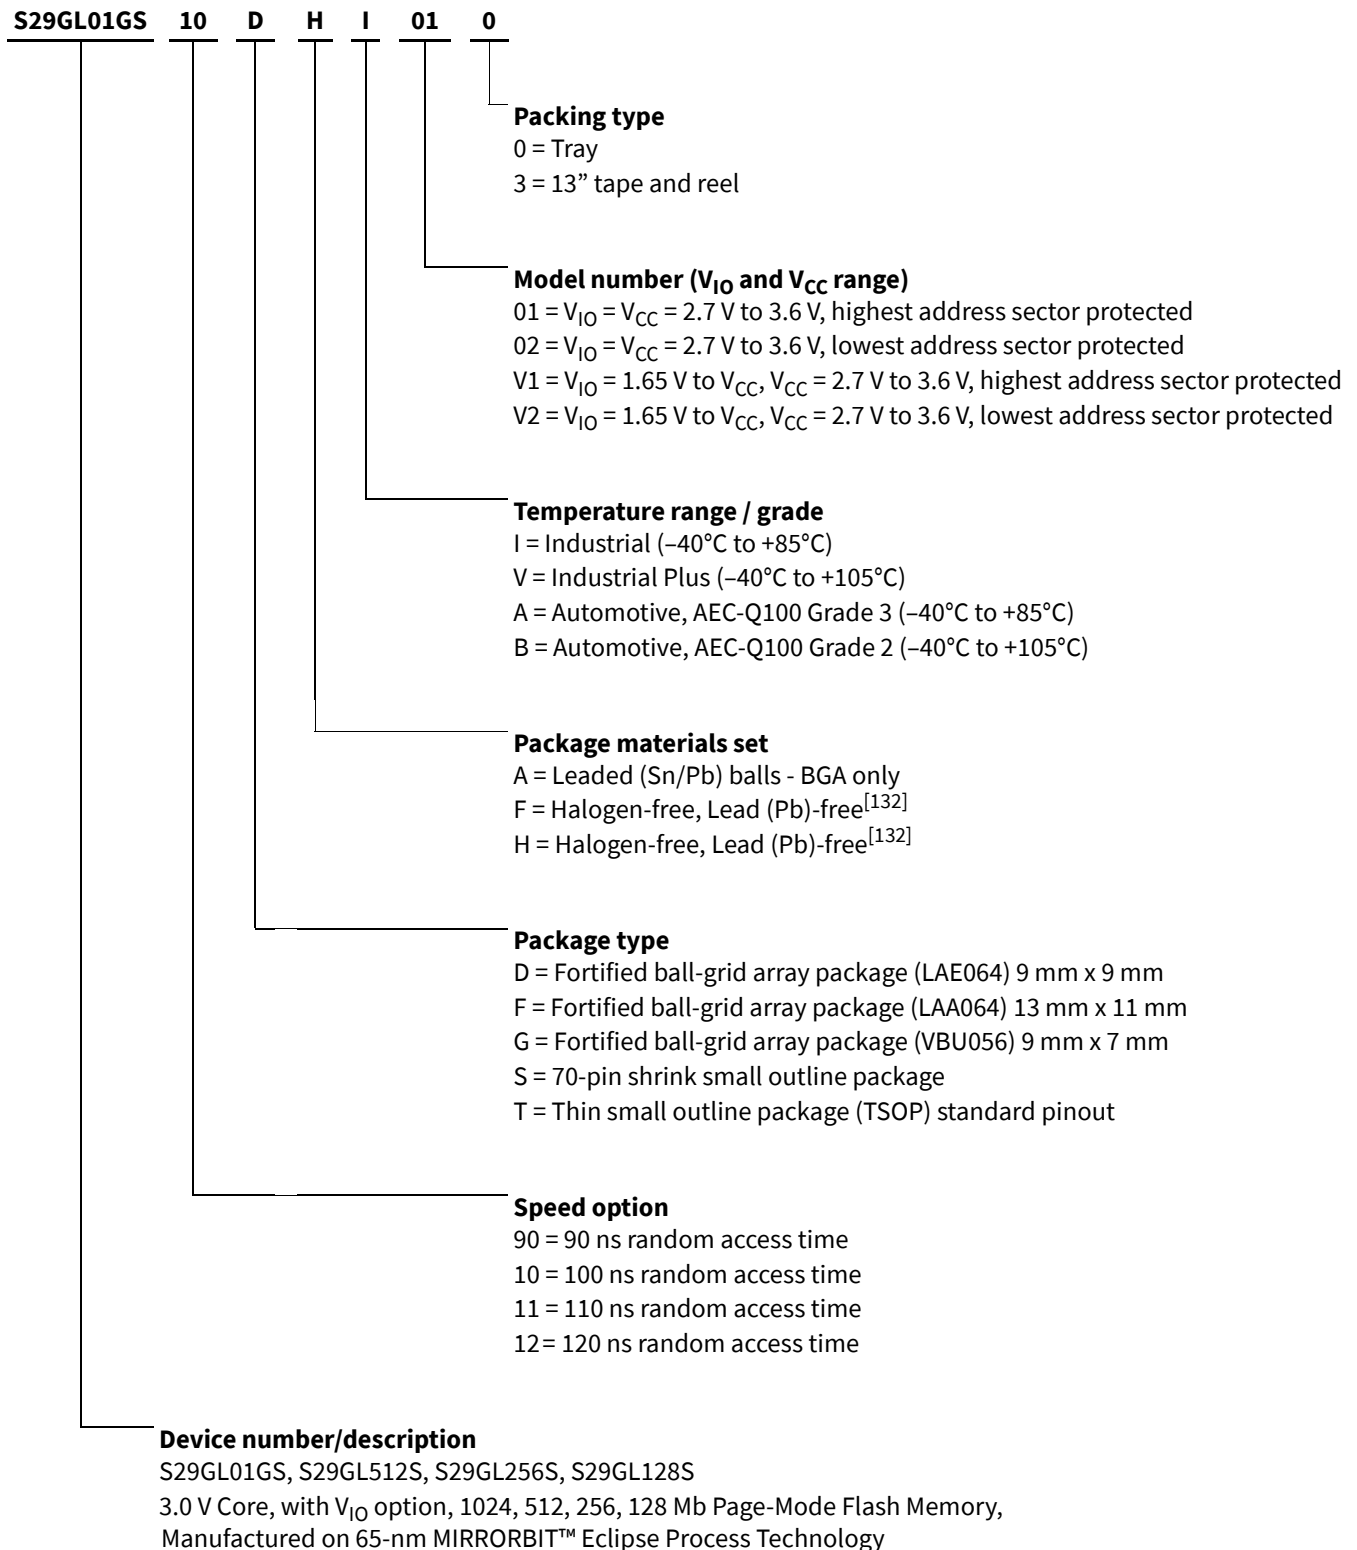 S29GL01GS 10 D H I 01 0
Packing type
0 = Tray
3 = 13” tape and reel
Model number (VIO and VCC range)
01 = VIO = VCC = 2.7 V to 3.6 V, highest address sector protected
02 = VIO = VCC = 2.7 V to 3.6 V, lowest address sector protected
V1 = VIO = 1.65 V to VCC, VCC = 2.7 V to 3.6 V, highest address sector protected
V2 = VIO = 1.65 V to VCC, VCC = 2.7 V to 3.6 V, lowest address sector protected
Temperature range / grade
I = Industrial (–40°C to +85°C)
V = Industrial Plus (–40°C to +105°C)
A = Automotive, AEC-Q100 Grade 3 (–40°C to +85°C)
B = Automotive, AEC-Q100 Grade 2 (–40°C to +105°C)
Package materials set
A = Leaded (Sn/Pb) balls - BGA only
F = Halogen-free, Lead (Pb)-free[132]
H = Halogen-free, Lead (Pb)-free[132]
Package type
D = Fortified ball-grid array package (LAE064) 9 mm x 9 mm
F = Fortified ball-grid array package (LAA064) 13 mm x 11 mm
G = Fortified ball-grid array package (VBU056) 9 mm x 7 mm
S = 70-pin shrink small outline package
T = Thin small outline package (TSOP) standard pinout
Speed option
90 = 90 ns random access time
10 = 100 ns random access time
11 = 110 ns random access time
12= 120 ns random access time
Device number/description
S29GL01GS, S29GL512S, S29GL256S, S29GL128S
3.0 V Core, with VIO option, 1024, 512, 256, 128 Mb Page-Mode Flash Memory,
Manufactured on 65-nm MIRRORBIT™ Eclipse Process Technology